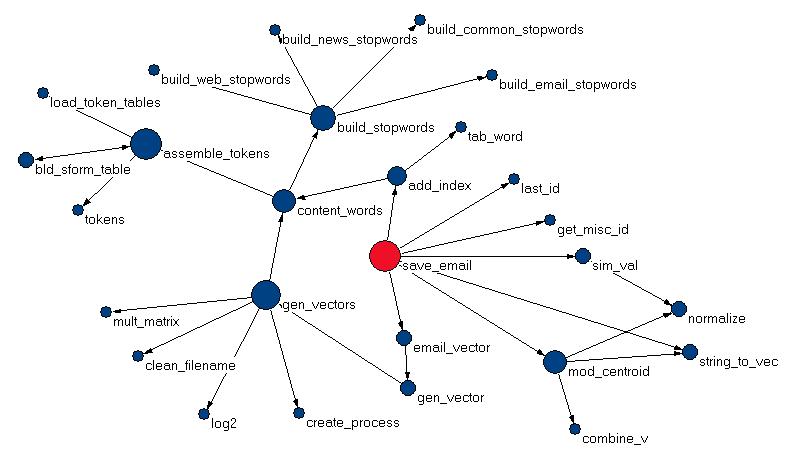 build_common_stopwords
build_news_stopwords
build_web_stopwords
build_email_stopwords
load_token_tables
build_stopwords
tab_word
assemble_tokens
bld_sform_table
add_index
last_id
content_words
tokens
get_misc_id
save_email
sim_val
gen_vectors
normalize
mult_matrix
email_vector
string_to_vec
clean_filename
mod_centroid
gen_vector
log2
create_process
combine_v